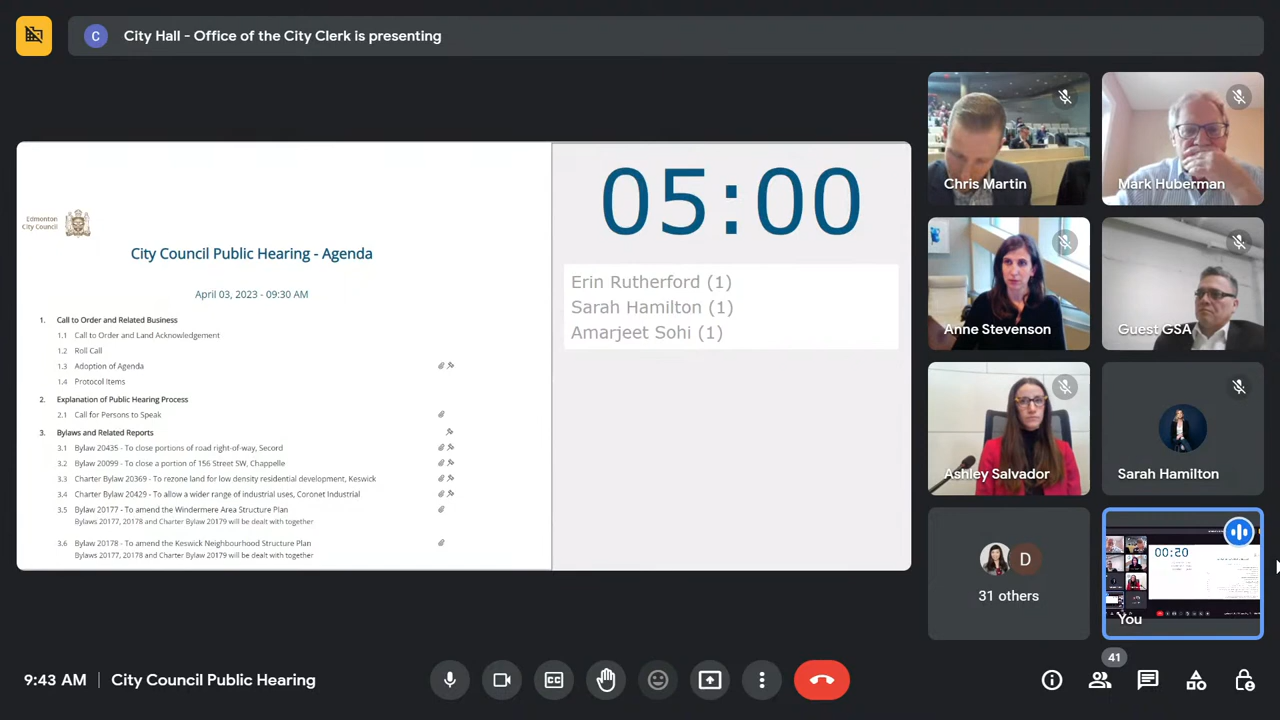 C
City Hall - Office of the City Clerk is presenting
Edmonton
City Council
City Council Public Hearing - Agenda
April 03, 2023 - 09:30 AM
1. Call to Order and Related Business
1.1 Call to Order and Land Acknowledgement
1.2 Roll Call
1.3 Adoption of Agenda
1.4 Protocol Items
2. Explanation of Public Hearing Process
2.1 Call for Persons to Speak
3. Bylaws and Related Reports
3.1 Bylaw 20435 - To close portions of road right-of-way, Secord
3.2 Bylaw 20099 - To close a portion of 156 Street SW, Chappelle
3.3 Charter Bylaw 20369 - To rezone land for low density residential development, Keswick
3.4 Charter Bylaw 20429 - To allow a wider range of industrial uses, Coronet Industrial
3.5 Bylaw 20177 - To amend the Windermere Area Structure Plan
Bylaws 20177, 20178 and Charter Bylaw 20179 will be dealt with together
3.6 Bylaw 20178 - To amend the Keswick Neighbourhood Structure Plan
Bylaws 20177, 20178 and Charter Bylaw 20179 will be dealt with together
05:00
Erin Rutherford (1)
Sarah Hamilton (1)
Amarjeet Sohi (1)
Chris Martin
Mark Huberman
Anne Stevenson
Guest GSA
Ashley Salvador
Sarah Hamilton
D
31 others
05:00
You
9:43 AM
City Council Public Hearing
CC
41